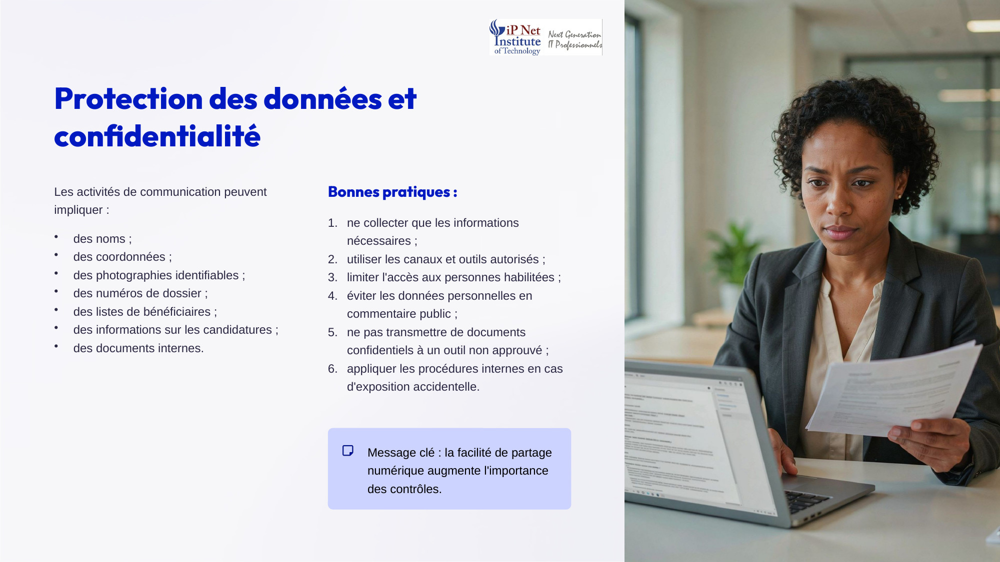 iP Net
Institute
of Technology
Next Generation
IT Professionnels
Protection des données et
confidentialité
Les activités de communication peuvent
impliquer :
• des noms ;
• des coordonnées ;
• des photographies identifiables ;
• des numéros de dossier ;
• des listes de bénéficiaires ;
• des informations sur les candidatures ;
• des documents internes.
Bonnes pratiques :
1. ne collecter que les informations
nécessaires ;
2. utiliser les canaux et outils autorisés ;
3. limiter l'accès aux personnes habilitées ;
4. éviter les données personnelles en
commentaire public ;
5. ne pas transmettre de documents
confidentiels à un outil non approuvé ;
6. appliquer les procédures internes en cas
d'exposition accidentelle.
Message clé : la facilité de partage
numérique augmente l'importance
des contrôles.